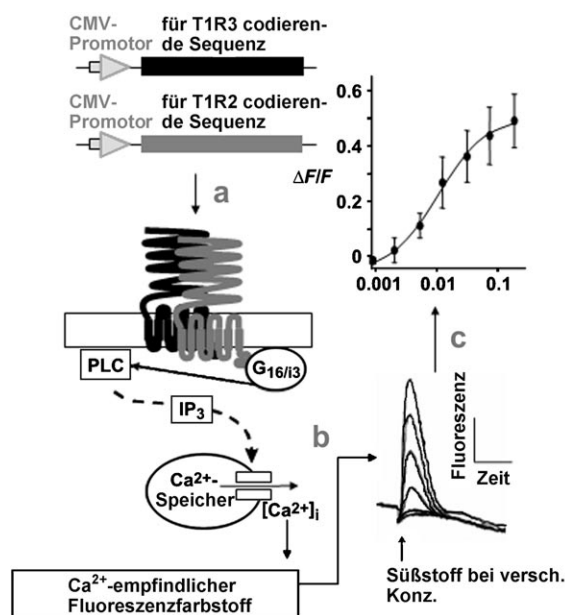 CMV-
Promotor
für T1R3 codieren-
de Sequenz
CMV-
Promotor
für T1R2 codieren-
de Sequenz
a
ΔF/F
0.6
0.4
0.2
0
0.001
0.01
0.1
PLC
G16/i3
IP3
Ca2+-
Speicher
[Ca2+]i
b
c
Fluoreszenz
Zeit
Ca2+-empfindlicher
Fluoreszenzfarbstoff
Süßstoff bei versch.
Konz.